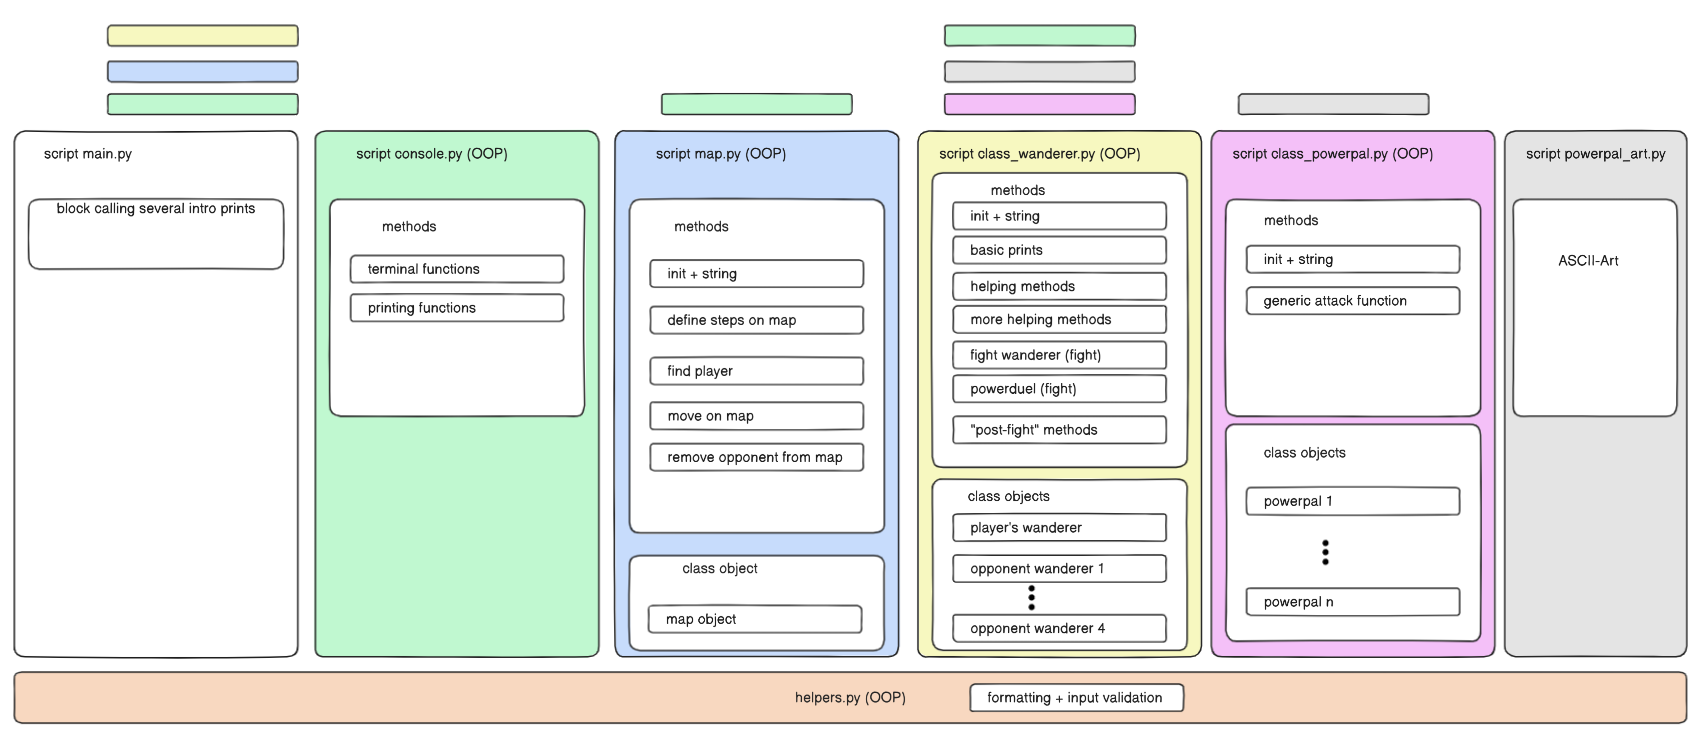 script main.py
block calling several intro prints
script console.py (OOP)
methods
terminal functions
printing functions
script map.py (OOP)
methods
init + string
define steps on map
find player
move on map
remove opponent from map
class object
map object
script class_wanderer.py (OOP)
methods
init + string
basic prints
helping methods
more helping methods
fight wanderer (fight)
powerduel (fight)
"post-fight" methods
class objects
player's wanderer
opponent wanderer 1
opponent wanderer 4
script class_powerpal.py (OOP)
methods
init + string
generic attack function
class objects
powerpal 1
powerpal n
script powerpal_art.py
ASCII-Art
helpers.py (OOP)
formatting + input validation